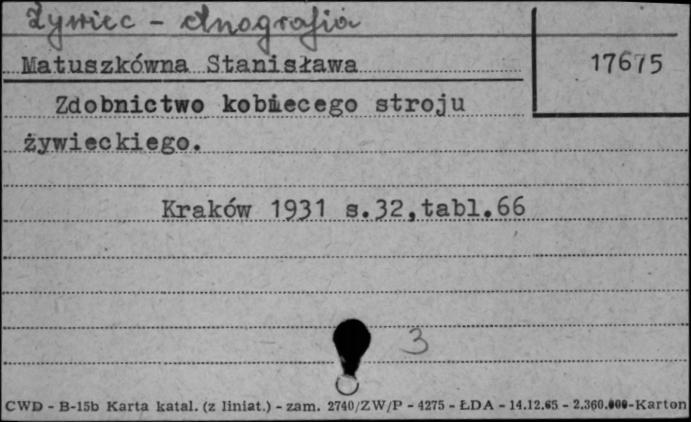 Żywiec - etnografia
Matuszkówna Stanisława
17675
Zdobnictwo kobiecego stroju
żywieckiego.
Kraków 1931 s.32,tabl.66
3
CWD - B-15b Karta katal. (z liniat.) - zam. 2740/ZW/P - 4275 - ŁDA - 14.12.65 - 2.360.000-Karton